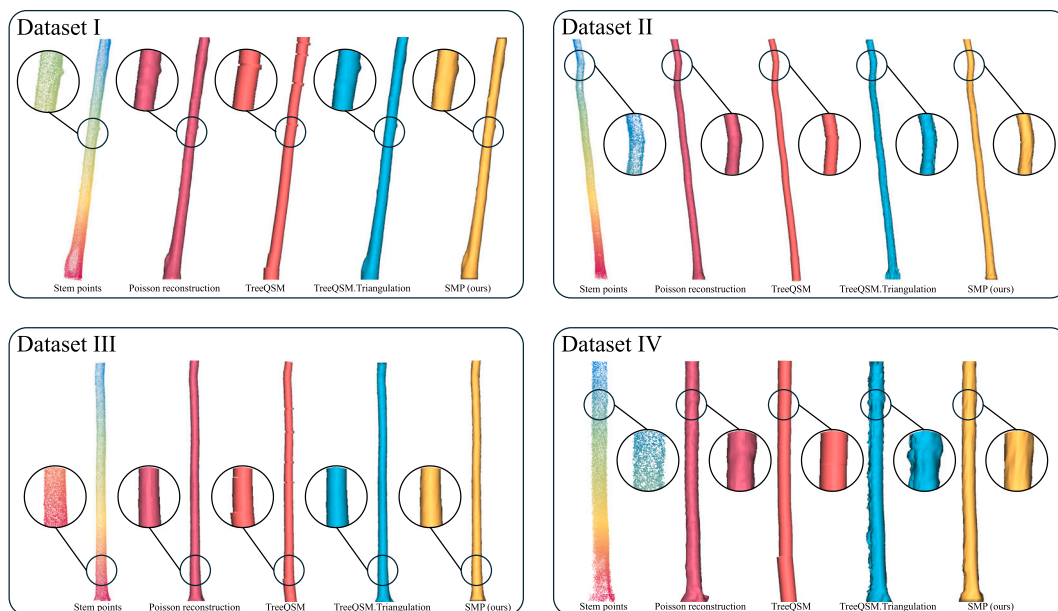 Dataset I
Stem points Poisson reconstruction TreeQSM TreeQSM.Triangulation SMP (ours)
Dataset II
Stem points Poisson reconstruction TreeQSM TreeQSM.Triangulation SMP (ours)
Dataset III
Stem points Poisson reconstruction TreeQSM TreeQSM.Triangulation SMP (ours)
Dataset IV
Stem points Poisson reconstruction TreeQSM TreeQSM.Triangulation SMP (ours)